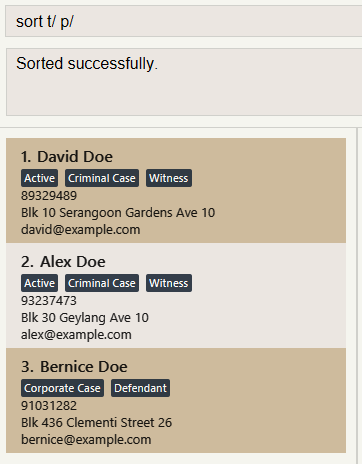 sort t/ p/
Sorted successfully.
1. David Doe
Active Criminal Case Witness
89329489
Blk 10 Serangoon Gardens Ave 10
david@example.com
2. Alex Doe
Active Criminal Case Witness
93237473
Blk 30 Geylang Ave 10
alex@example.com
3. Bernice Doe
Corporate Case Defendant
91031282
Blk 436 Clementi Street 26
bernice@example.com